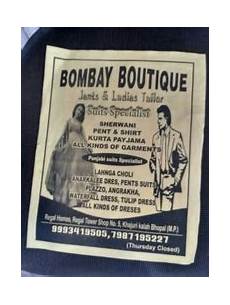 BOMBAY BOUTIQUE
Jents & Ladies Tailor
Suits Specialist
SHERWANI
PENT & SHIRT
KURTA PAYJAMA
ALL KINDS OF GARMENTS
Punjabi suits Specialist
LAHNGA CHOLI
ANARKALEE DRES, PENTS SUITS
PLAZZO, ANGRAKHA,
WATERFALL DRESS, TULIP DRESS
ALL KINDS OF DRESES
Regal Homes, Regal Tower Shop No. 5, Khajuri kalan Bhopal (M.P.)
9993419505, 7987195227
(Thursday Closed)